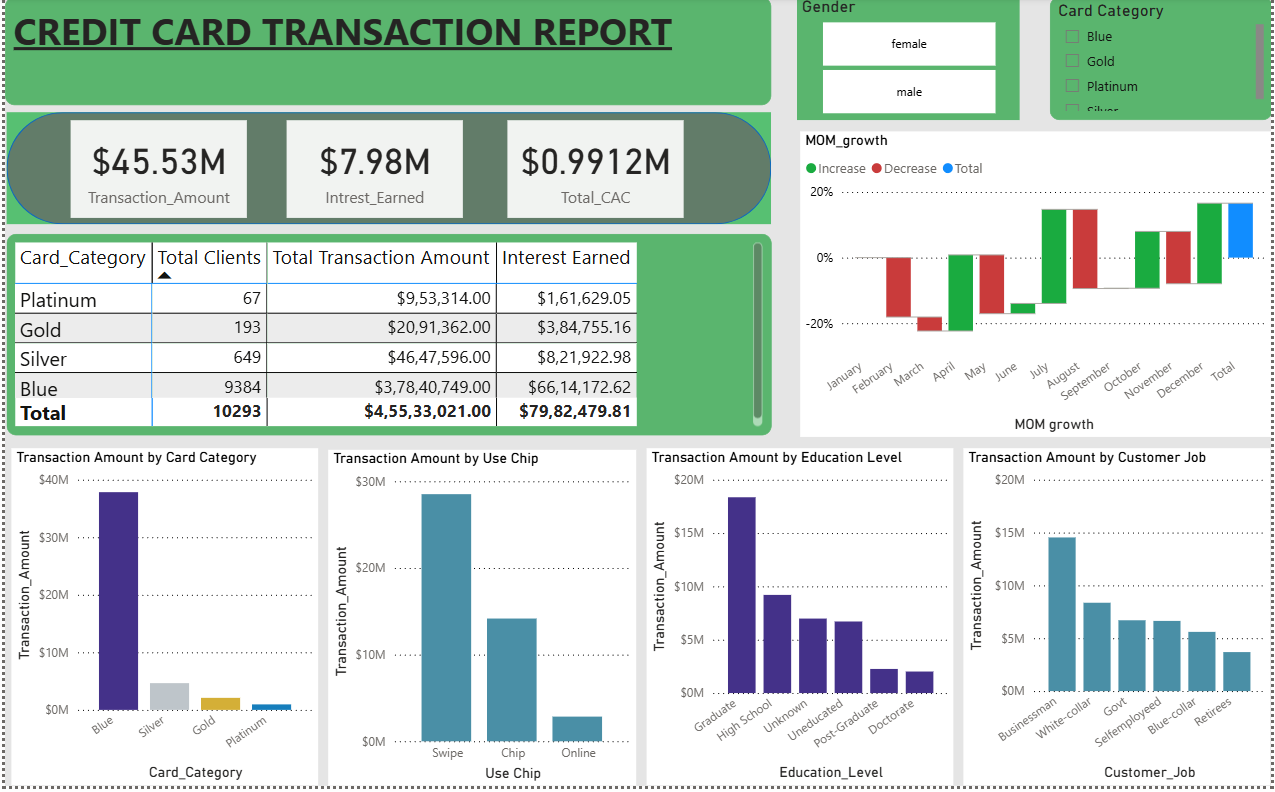 CREDIT CARD TRANSACTION REPORT
Gender
female
male
Card Category
Blue
Gold
Platinum
Silver
$45.53M
Transaction_Amount
$7.98M
Intrest_Earned
$0.9912M
Total_CAC
MOM_growth
Increase Decrease Total
20%
0%
-20%
January February March April May June July August September October November December Total
MOM growth
Card_Category Total Clients Total Transaction Amount Interest Earned
Platinum 67 $9,53,314.00 $1,61,629.05
Gold 193 $20,91,362.00 $3,84,755.16
Silver 649 $46,47,596.00 $8,21,922.98
Blue 9384 $3,78,40,749.00 $66,14,172.62
Total 10293 $4,55,33,021.00 $79,82,479.81
Transaction Amount by Card Category
Transaction_Amount
$40M
$30M
$20M
$10M
$0M
Blue Silver Gold Platinum
Card_Category
Transaction Amount by Use Chip
Transaction_Amount
$30M
$20M
$10M
$0M
Swipe Chip Online
Use Chip
Transaction Amount by Education Level
Transaction_Amount
$20M
$15M
$10M
$5M
$0M
Graduate High School Unknown Uneducated Post-Graduate Doctorate
Education_Level
Transaction Amount by Customer Job
Transaction_Amount
$20M
$15M
$10M
$5M
$0M
Businessman White-collar Govt Selfemployeed Blue-collar Retirees
Customer_Job